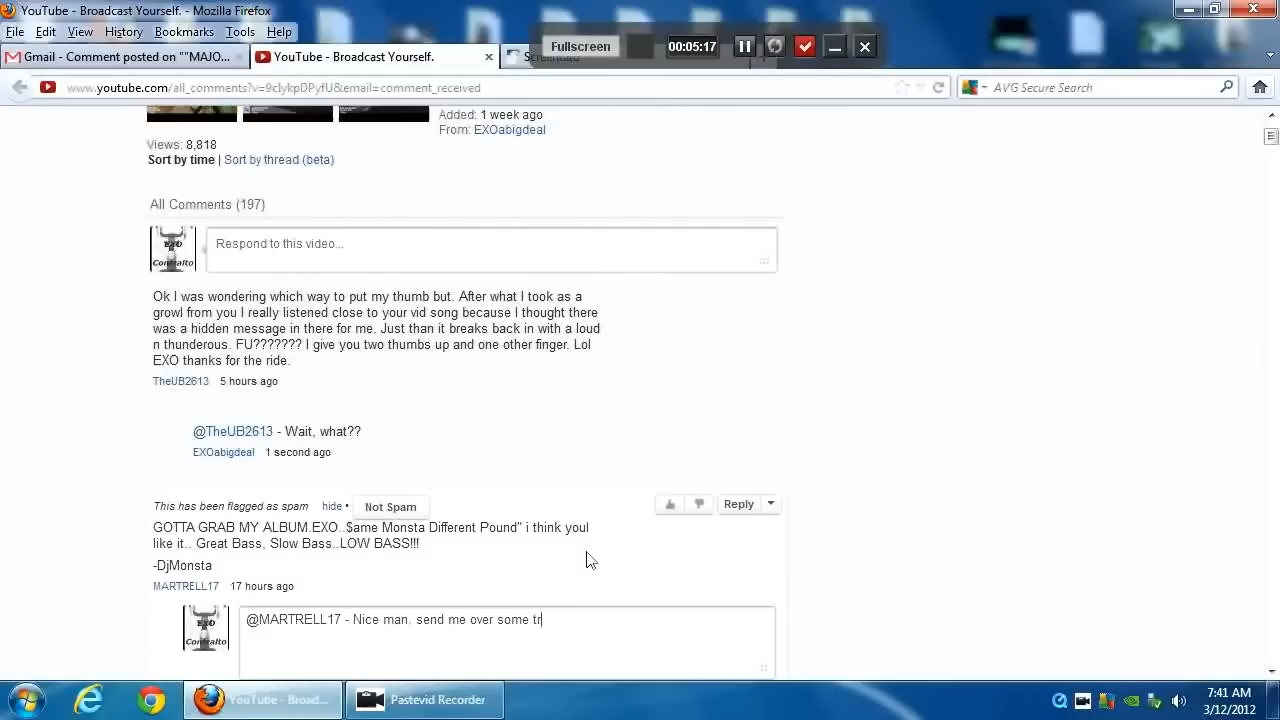 YouTube - Broadcast Yourself. - Mozilla Firefox
File Edit View History Bookmarks Tools Help
Fullscreen 00:05:17
Gmail - Comment posted on ""MAJO... YouTube - Broadcast Yourself.
www.youtube.com/all_comments?v=9clykpDPyfU&email=comment_received AVG Secure Search
Added: 1 week ago
From: EXOabigdeal
Views: 8,818
Sort by time | Sort by thread (beta)
All Comments (197)
EXO
Contralto
Respond to this video...
Ok I was wondering which way to put my thumb but. After what I took as a
growl from you I really listened close to your vid song because I thought there
was a hidden message in there for me. Just than it breaks back in with a loud
n thunderous. FU??????? I give you two thumbs up and one other finger. Lol
EXO thanks for the ride.
TheUB2613 5 hours ago
@TheUB2613 - Wait, what??
EXOabigdeal 1 second ago
This has been flagged as spam hide • Not Spam Reply
GOTTA GRAB MY ALBUM.EXO..$ame Monsta Different Pound" i think youl
like it.. Great Bass, Slow Bass..LOW BASS!!!
-DjMonsta
MARTRELL17 17 hours ago
EXO
Contralto
@MARTRELL17 - Nice man, send me over some tr
YouTube - Broad... Pastevid Recorder
7:41 AM
3/12/2012